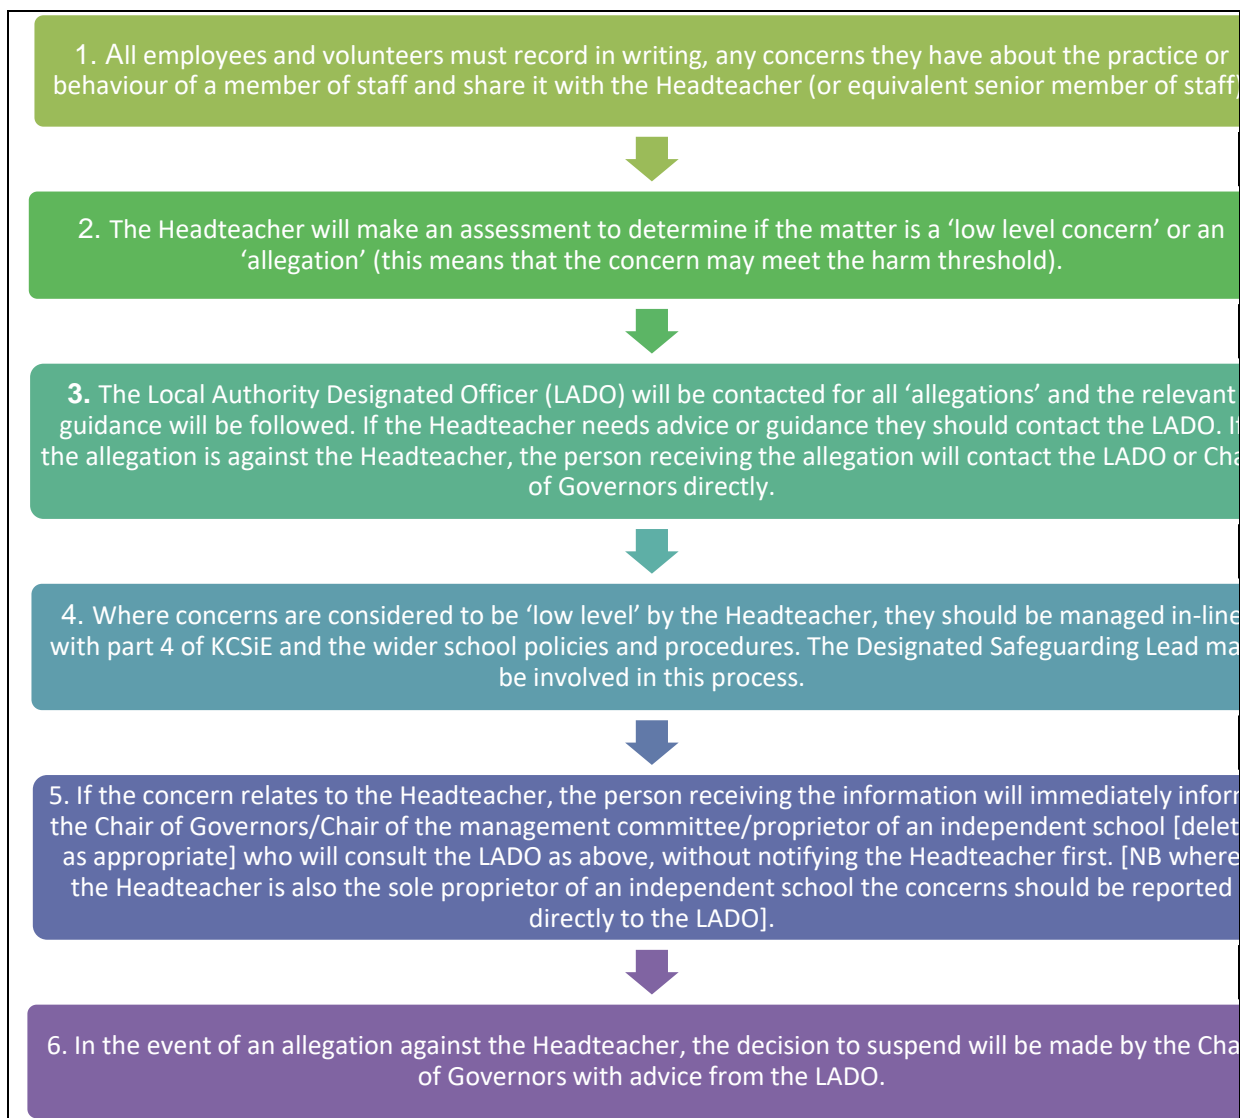 1. All employees and volunteers must record in writing, any concerns they have about the practice or
behaviour of a member of staff and share it with the Headteacher (or equivalent senior member of staff)
2. The Headteacher will make an assessment to determine if the matter is a ‘low level concern’ or an
‘allegation’ (this means that the concern may meet the harm threshold).
3. The Local Authority Designated Officer (LADO) will be contacted for all ‘allegations’ and the relevant
guidance will be followed. If the Headteacher needs advice or guidance they should contact the LADO. If
the allegation is against the Headteacher, the person receiving the allegation will contact the LADO or Cha
of Governors directly.
4. Where concerns are considered to be ‘low level’ by the Headteacher, they should be managed in-line
with part 4 of KCSiE and the wider school policies and procedures. The Designated Safeguarding Lead ma
be involved in this process.
5. If the concern relates to the Headteacher, the person receiving the information will immediately infor
the Chair of Governors/Chair of the management committee/proprietor of an independent school [delet
as appropriate] who will consult the LADO as above, without notifying the Headteacher first. [NB where
the Headteacher is also the sole proprietor of an independent school the concerns should be reported
directly to the LADO].
6. In the event of an allegation against the Headteacher, the decision to suspend will be made by the Cha
of Governors with advice from the LADO.